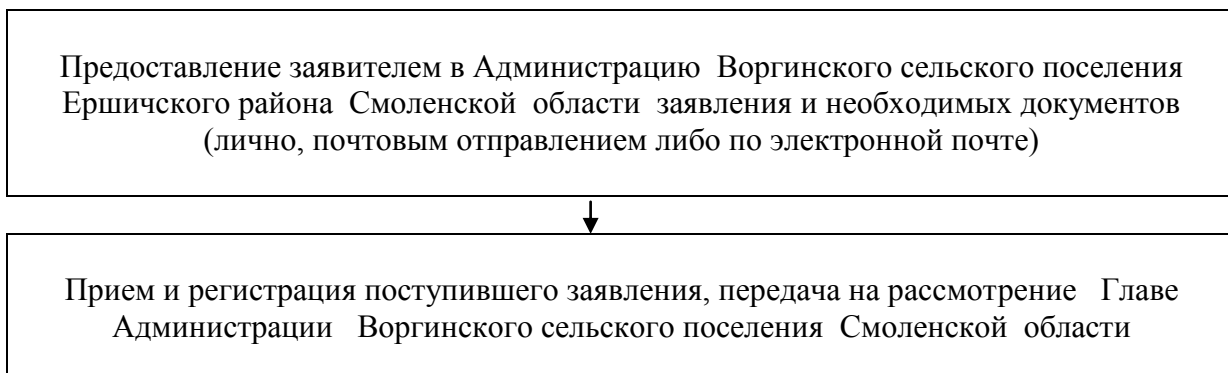 Предоставление заявителем в Администрацию Воргинского сельского поселения
Ершичского района Смоленской области заявления и необходимых документов
(лично, почтовым отправлением либо по электронной почте)
Прием и регистрация поступившего заявления, передача на рассмотрение Главе
Администрации Воргинского сельского поселения Смоленской области